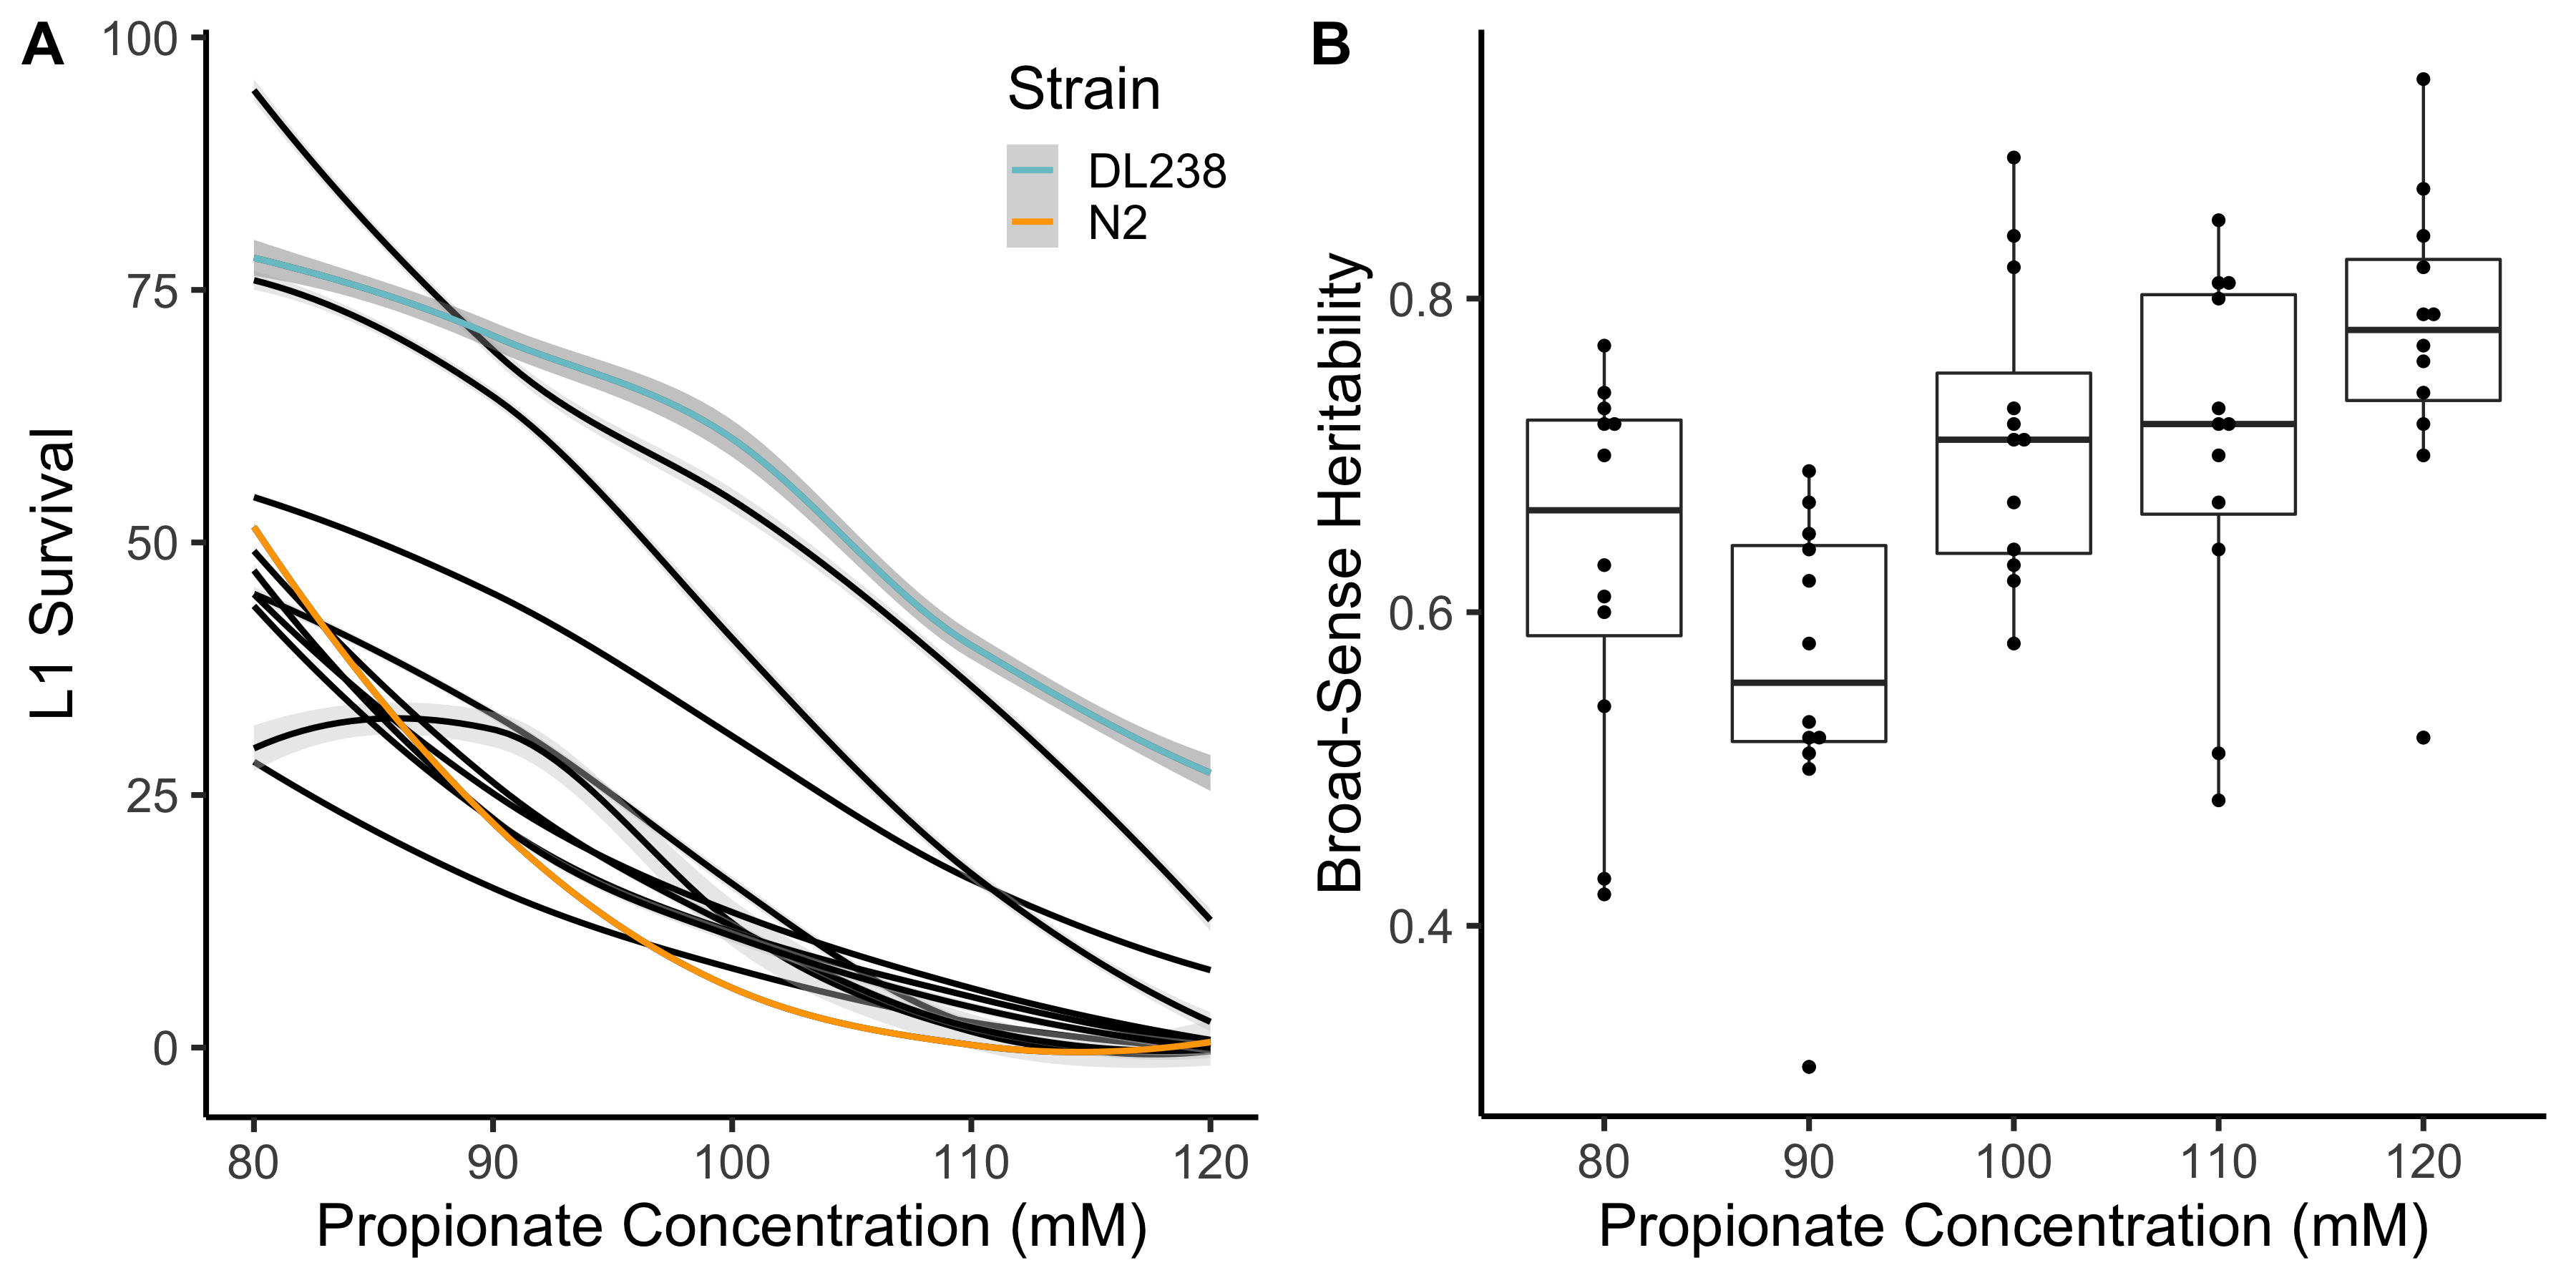 A
100
75
50
25
0
L1 Survival
Strain
DL238
N2
80 90 100 110 120
Propionate Concentration (mM)
B
0.8
0.6
0.4
Broad-Sense Heritability
80 90 100 110 120
Propionate Concentration (mM)